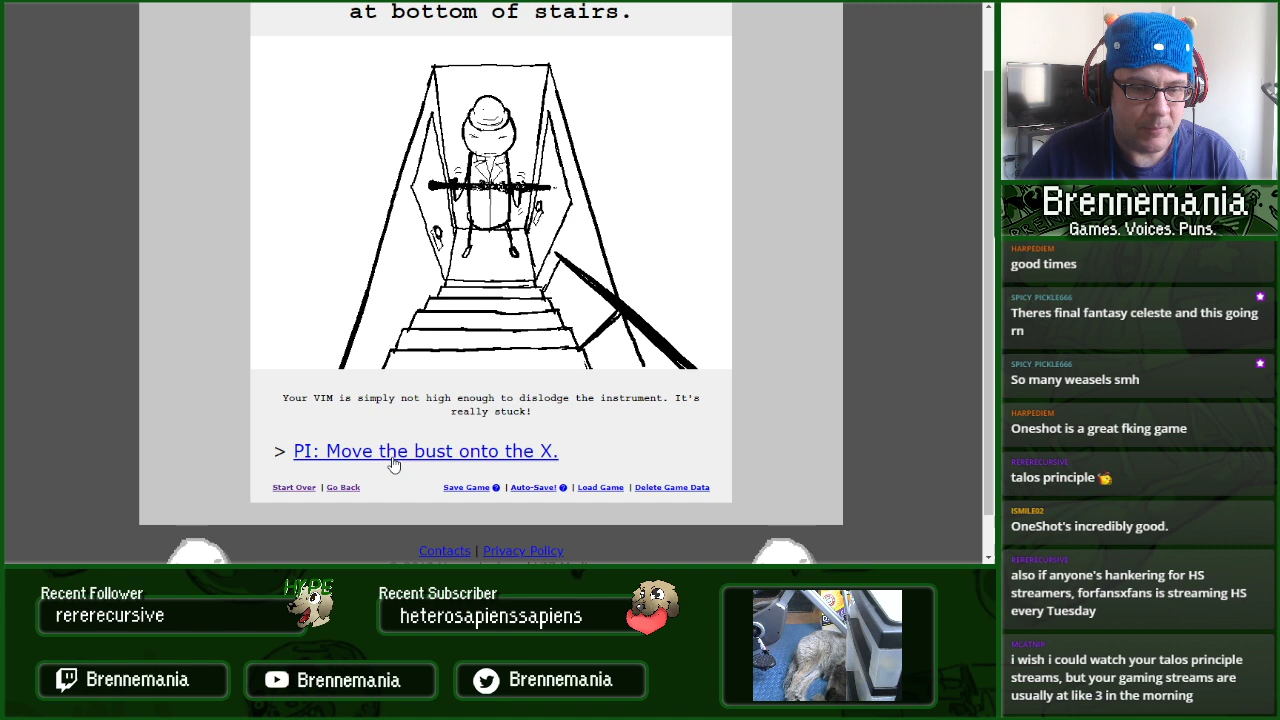 at bottom of stairs.
Your VIM is simply not high enough to dislodge the instrument. It's
really stuck!
> PI: Move the bust onto the X.
Start Over | Go Back
Save Game ? | Auto-Save! ? | Load Game | Delete Game Data
Contacts | Privacy Policy
Brennemania
Games. Voices. Puns.
HARPEDIEM
good times
SPICY PICKLE666
Theres final fantasy celeste and this going
rn
SPICY PICKLE666
So many weasels smh
HARPEDIEM
Oneshot is a great fking game
RERERECURSIVE
talos principle
ISMILE02
OneShot's incredibly good.
RERERECURSIVE
also if anyone's hankering for HS
streamers, forfansxfans is streaming HS
every Tuesday
i wish i could watch your talos principle
streams, but your gaming streams are
usually at like 3 in the morning
Recent Follower
rererecursive
HYPE
Recent Subscriber
heterosapienssapiens
Brennemania
Brennemania
Brennemania